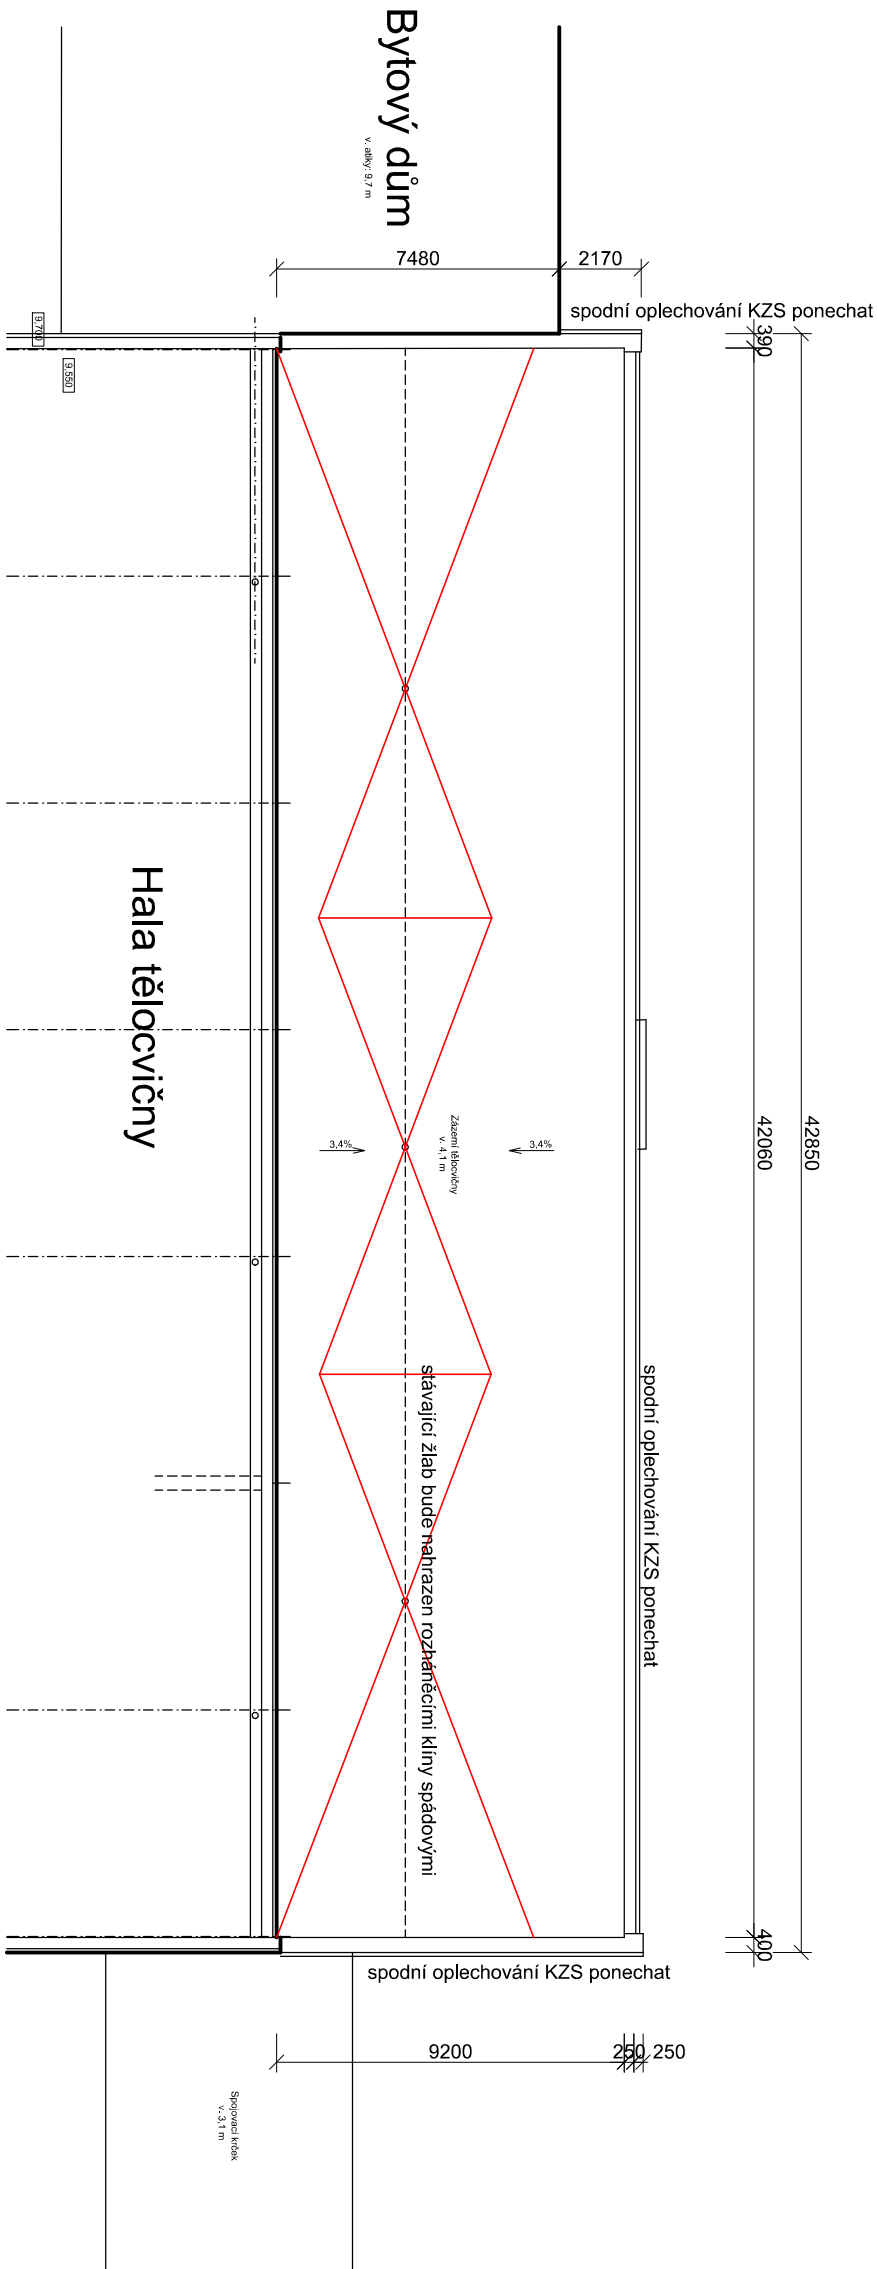 Bytový dům
v. atiky: 9,7 m
7480
2170
spodní oplechování KZS ponechat
390
9,700
9,550
42850
42060
Hala tělocvičny
Zázemí tělocvičny
v. 4,1 m
3,4%
3,4%
stávající žlab bude nahrazen rozháněcími klíny spádovými
spodní oplechování KZS ponechat
400
spodní oplechování KZS ponechat
9200
250
250
Spojovací krček
v. 3,1 m